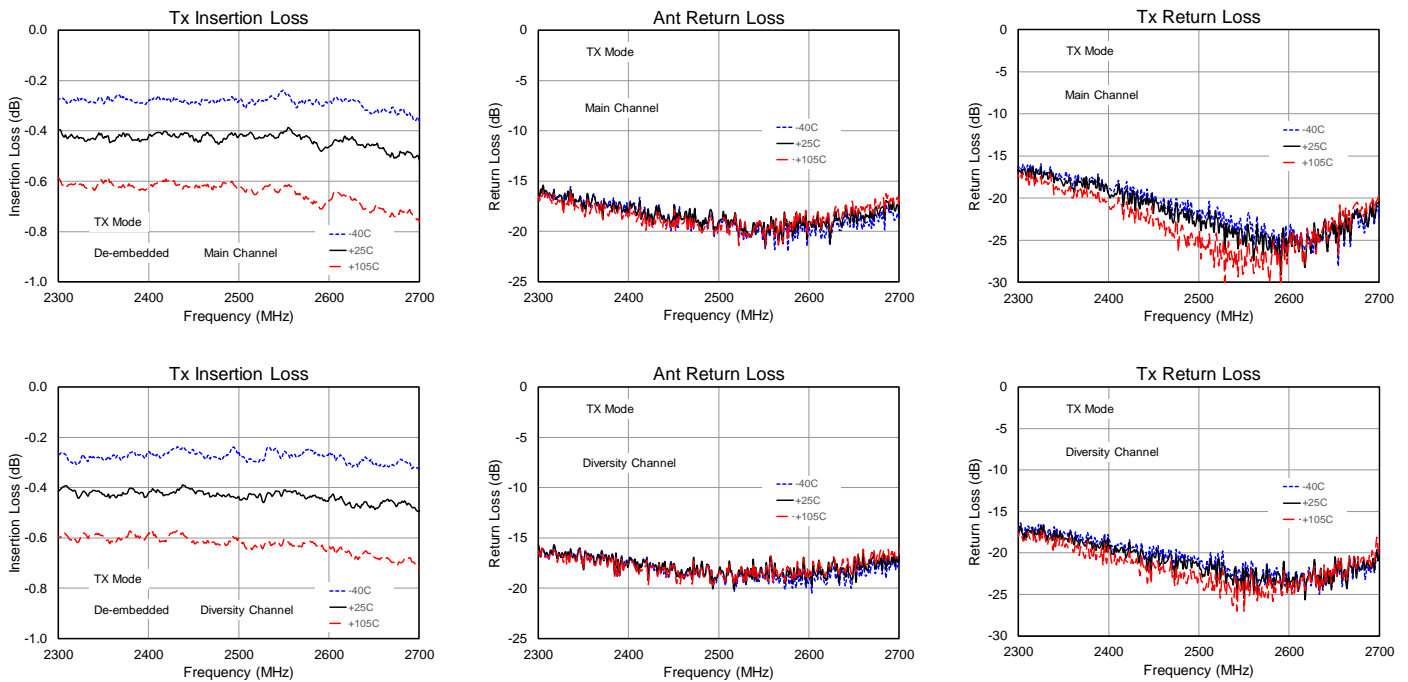 Tx Insertion Loss
Insertion Loss (dB)
0.0
-0.2
-0.4
-0.6
-0.8
-1.0
TX Mode
De-embedded Main Channel
-40C
+25C
+105C
2300 2400 2500 2600 2700
Frequency (MHz)
Ant Return Loss
Return Loss (dB)
0
-5
-10
-15
-20
-25
TX Mode
Main Channel
-40C
+25C
+105C
2300 2400 2500 2600 2700
Frequency (MHz)
Tx Return Loss
Return Loss (dB)
0
-5
-10
-15
-20
-25
-30
TX Mode
Main Channel
-40C
+25C
+105C
2300 2400 2500 2600 2700
Frequency (MHz)
Tx Insertion Loss
Insertion Loss (dB)
0.0
-0.2
-0.4
-0.6
-0.8
-1.0
TX Mode
De-embedded Diversity Channel
-40C
+25C
+105C
2300 2400 2500 2600 2700
Frequency (MHz)
Ant Return Loss
Return Loss (dB)
0
-5
-10
-15
-20
-25
TX Mode
Diversity Channel
-40C
+25C
+105C
2300 2400 2500 2600 2700
Frequency (MHz)
Tx Return Loss
Return Loss (dB)
0
-5
-10
-15
-20
-25
-30
TX Mode
Diversity Channel
-40C
+25C
+105C
2300 2400 2500 2600 2700
Frequency (MHz)